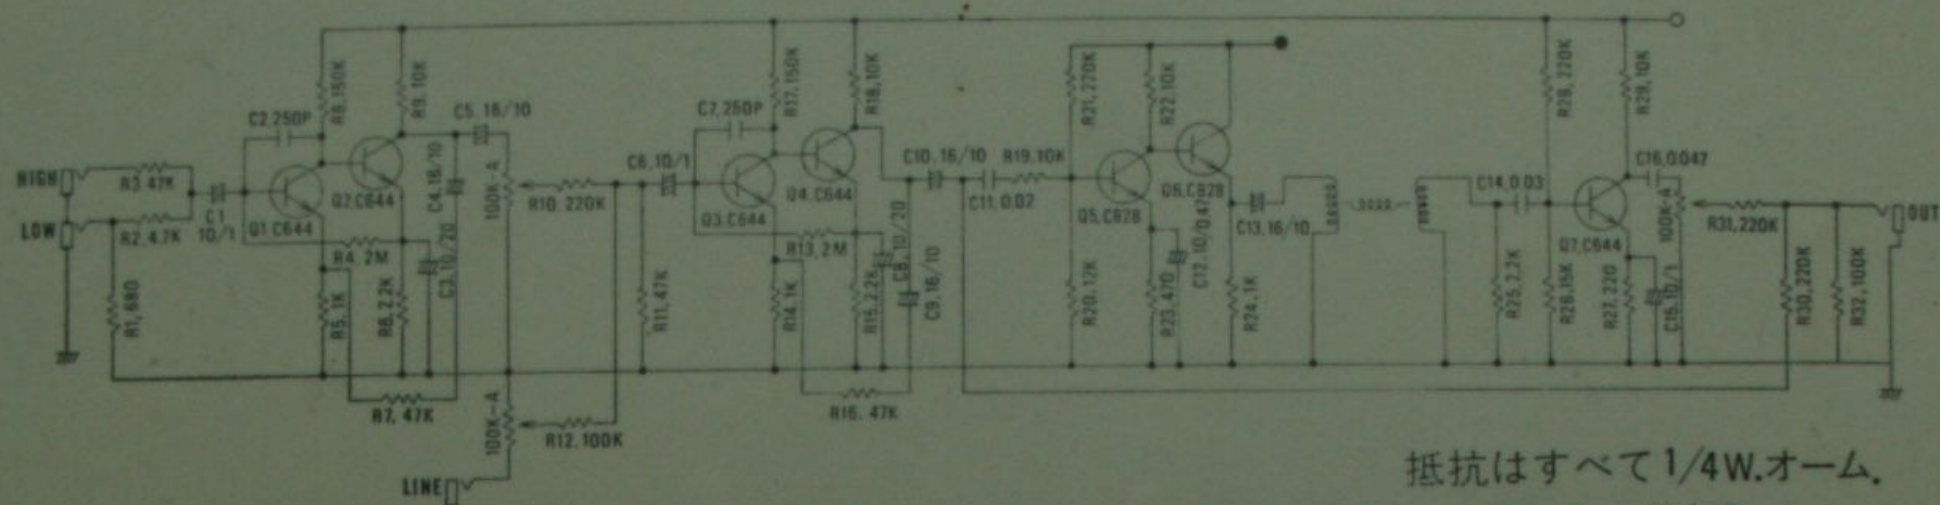 HIGH
LOW
R3.47K
R2.4.7K
R1,680
C1
10/1
C2,250P
Q1.C644
Q2.C644
R8,150K
R9,10K
R4 2M
R5,1K
R6,2.2K
C3,10/20
C4,16/10
C5,16/10
R7,47K
100K-A
100K-A
LINE
R10,220K
R12,100K
R11,47K
C6,10/1
C7,250P
R17,150K
R18,10K
Q3.C644
Q4.C644
R13,2M
R14,1K
R15,2.2K
C8,10/20
C9,16/10
R16,47K
C10,16/10
R19,10K
C11,0.02
R21,220K
R22,10K
Q5,C828
Q6,C828
R20,12K
R23,470
C12,10/0.47
R24,1K
C13,16/10
C14,0.03
R25,2.2K
R26,15K
R27,220
C15,10/1
R28,220K
R29,10K
Q7,C644
C16,0.047
100K-A
R31,220K
R30,220K
R32,100K
OUT
抵抗はすべて1/4W.オーム.